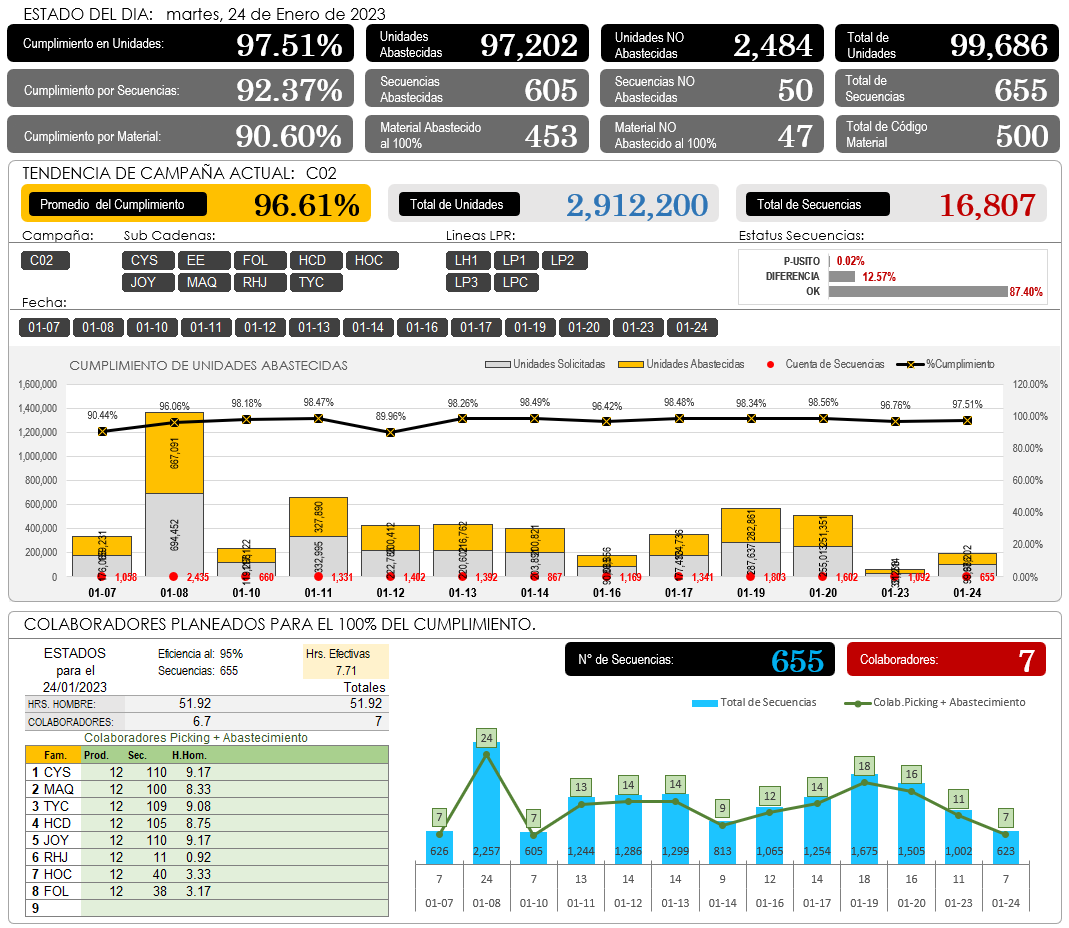 ESTADO DEL DIA: martes, 24 de Enero de 2023
Cumplimiento en Unidades: 97.51%
Unidades Abastecidas 97,202
Unidades NO Abastecidas 2,484
Total de Unidades 99,686
Cumplimiento por Secuencias: 92.37%
Secuencias Abastecidas 605
Secuencias NO Abastecidas 50
Total de Secuencias 655
Cumplimiento por Material: 90.60%
Material Abastecido al 100% 453
Material NO Abastecido al 100% 47
Total de Código Material 500
TENDENCIA DE CAMPAÑA ACTUAL: C02
Promedio del Cumplimiento 96.61%
Total de Unidades 2,912,200
Total de Secuencias 16,807
Campaña:
C02
Sub Cadenas:
CYS EE FOL HCD HOC
JOY MAQ RHJ TYC
Lineas LPR:
LH1 LP1 LP2
LP3 LPC
Estatus Secuencias:
P-USITO 0.02%
DIFERENCIA 12.57%
OK 87.40%
Fecha:
01-07 01-08 01-10 01-11 01-12 01-13 01-14 01-16 01-17 01-19 01-20 01-23 01-24
CUMPLIMIENTO DE UNIDADES ABASTECIDAS
Unidades Solicitadas Unidades Abastecidas Cuenta de Secuencias %Cumplimiento
1,600,000
1,400,000
1,200,000
1,000,000
800,000
600,000
400,000
200,000
0
120.00%
100.00%
80.00%
60.00%
40.00%
20.00%
0.00%
90.44% 96.06% 98.18% 98.47% 89.96% 98.26% 98.49% 96.42% 98.48% 98.34% 98.56% 96.76% 97.51%
667,091
694,452
327,890
332,995
200,412
216,762
200,821
282,861
287,637
251,351
255,013
1,058 2,435 660 1,331 1,402 1,392 867 1,169 1,341 1,803 1,602 1,092 655
01-07 01-08 01-10 01-11 01-12 01-13 01-14 01-16 01-17 01-19 01-20 01-23 01-24
COLABORADORES PLANEADOS PARA EL 100% DEL CUMPLIMIENTO.
ESTADOS
para el
24/01/2023
Eficiencia al: 95%
Secuencias: 655
Hrs. Efectivas
7.71
Totales
HRS. HOMBRE: 51.92 51.92
COLABORADORES: 6.7 7
Colaboradores Picking + Abastecimiento
Fam. Prod. Sec. H.Hom.
1 CYS 12 110 9.17
2 MAQ 12 100 8.33
3 TYC 12 109 9.08
4 HCD 12 105 8.75
5 JOY 12 110 9.17
6 RHJ 12 11 0.92
7 HOC 12 40 3.33
8 FOL 12 38 3.17
9
N° de Secuencias: 655
Colaboradores: 7
Total de Secuencias Colab.Picking + Abastecimiento
7 24 7 13 14 14 9 12 14 18 16 11 7
626 2,257 605 1,244 1,286 1,299 813 1,065 1,254 1,675 1,505 1,002 623
7 24 7 13 14 14 9 12 14 18 16 11 7
01-07 01-08 01-10 01-11 01-12 01-13 01-14 01-16 01-17 01-19 01-20 01-23 01-24